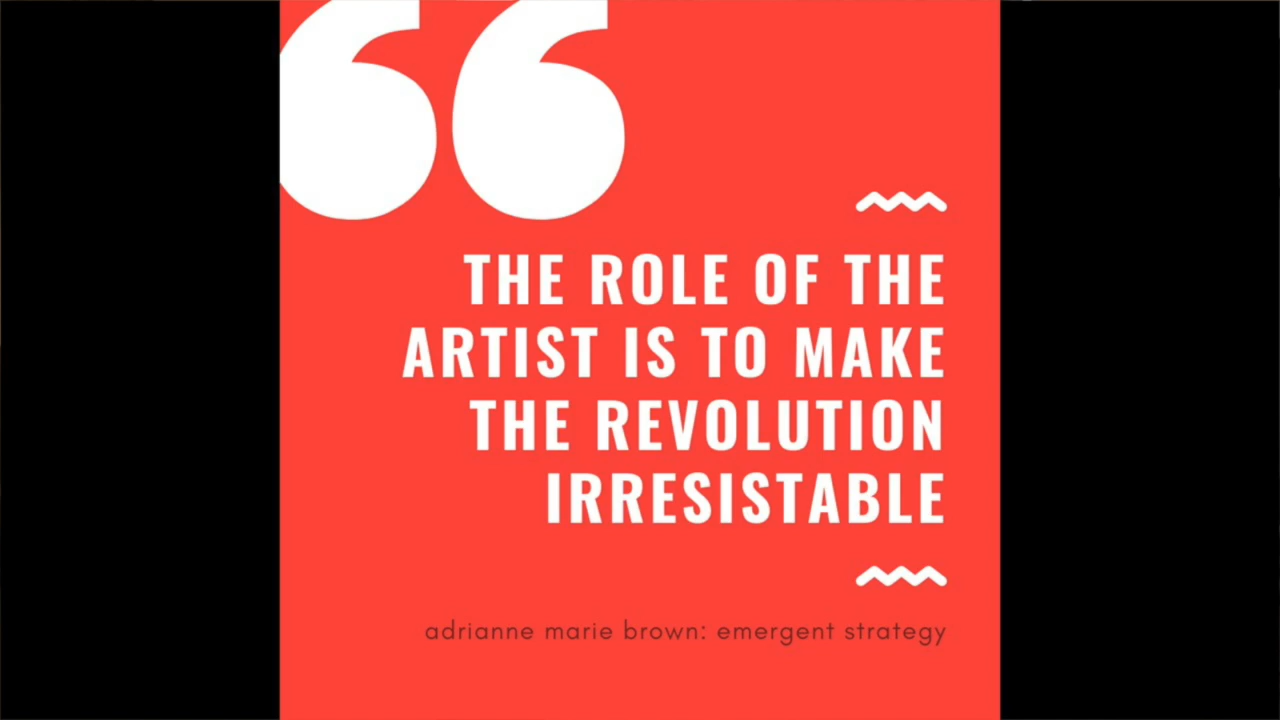 THE ROLE OF THE
ARTIST IS TO MAKE
THE REVOLUTION
IRRESISTABLE
adrianne marie brown: emergent strategy